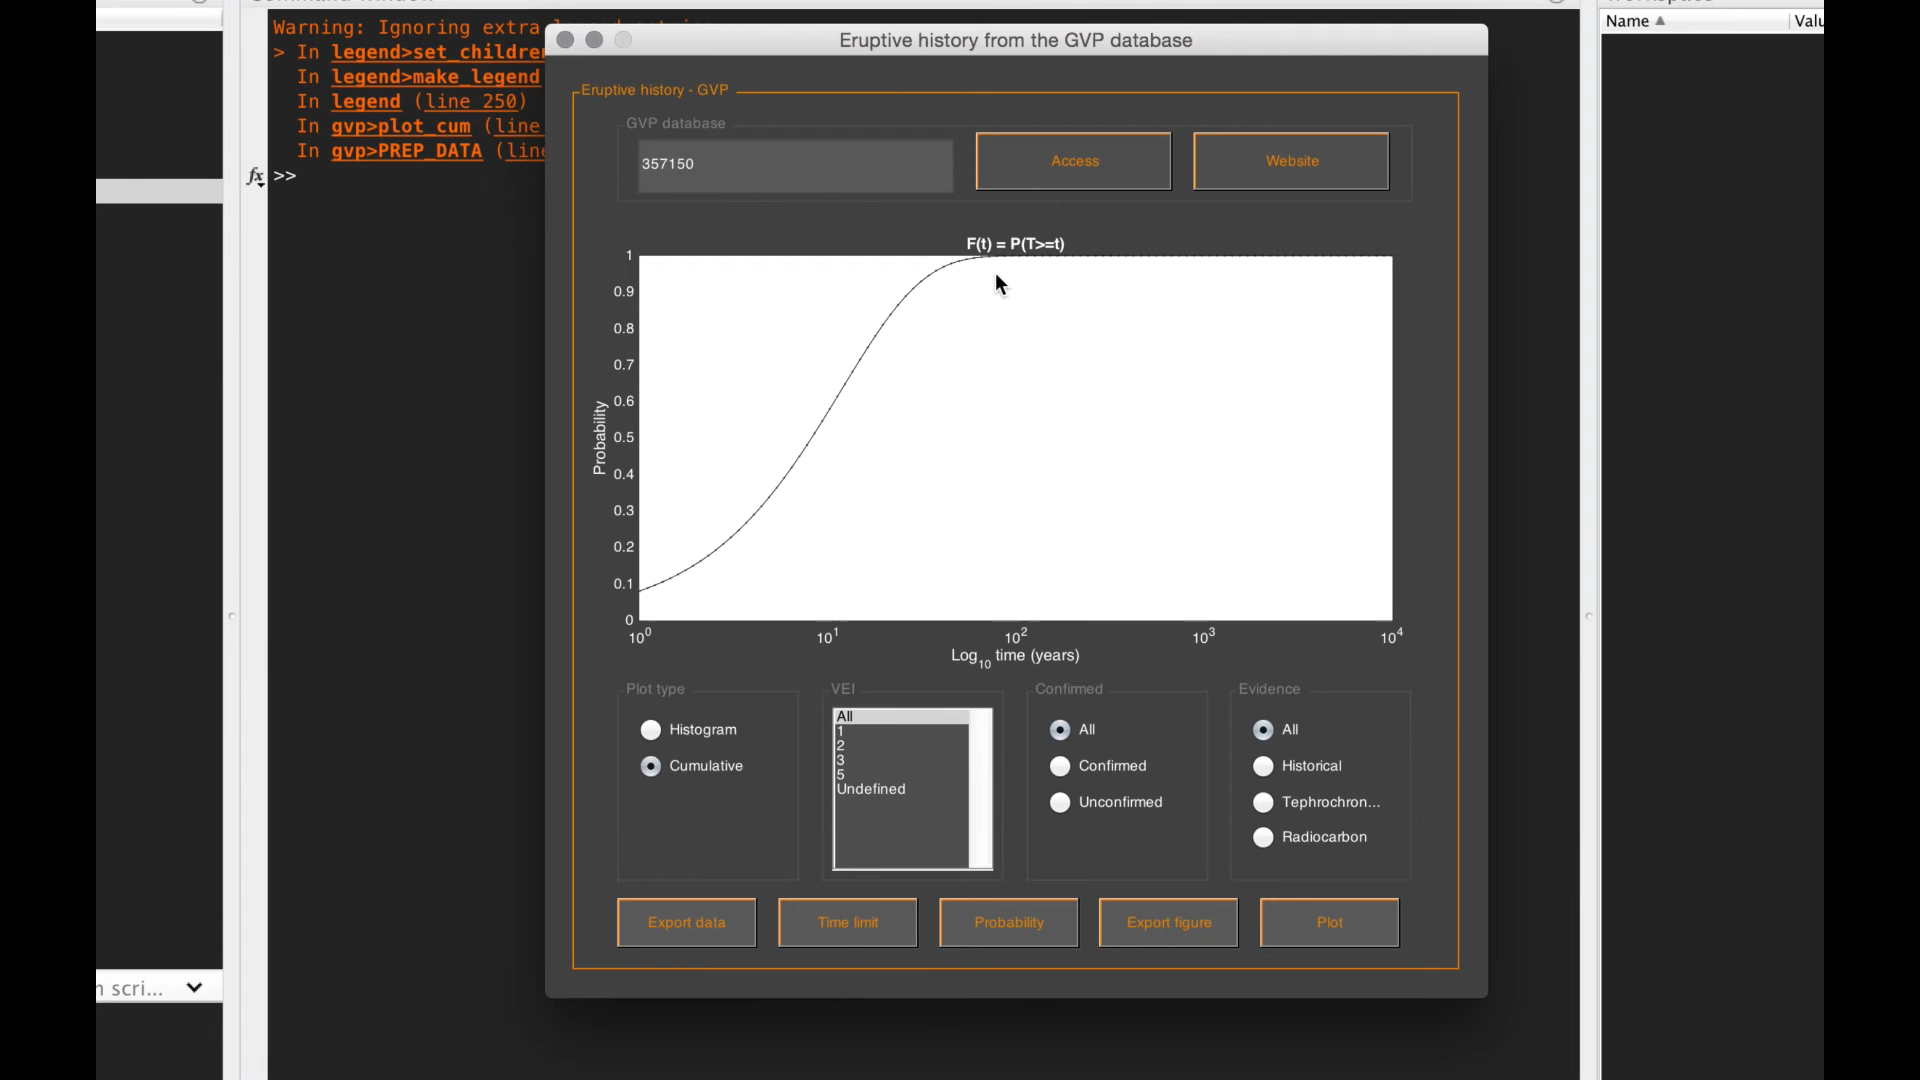 Warning: Ignoring extra
> In legend>set_children
In legend>make_legend
In legend (line 250)
In gvp>plot_cum (line
In gvp>PREP_DATA (line
fx >>
Name
Valu
Eruptive history from the GVP database
Eruptive history - GVP
GVP database
357150
Access
Website
F(t) = P(T>=t)
1
0.9
0.8
0.7
0.6
0.5
0.4
0.3
0.2
0.1
0
Probability
10^0 10^1 10^2 10^3 10^4
Log_10 time (years)
Plot type
Histogram
Cumulative
VEI
All
1
2
3
5
Undefined
Confirmed
All
Confirmed
Unconfirmed
Evidence
All
Historical
Tephrochron...
Radiocarbon
Export data
Time limit
Probability
Export figure
Plot
scri...